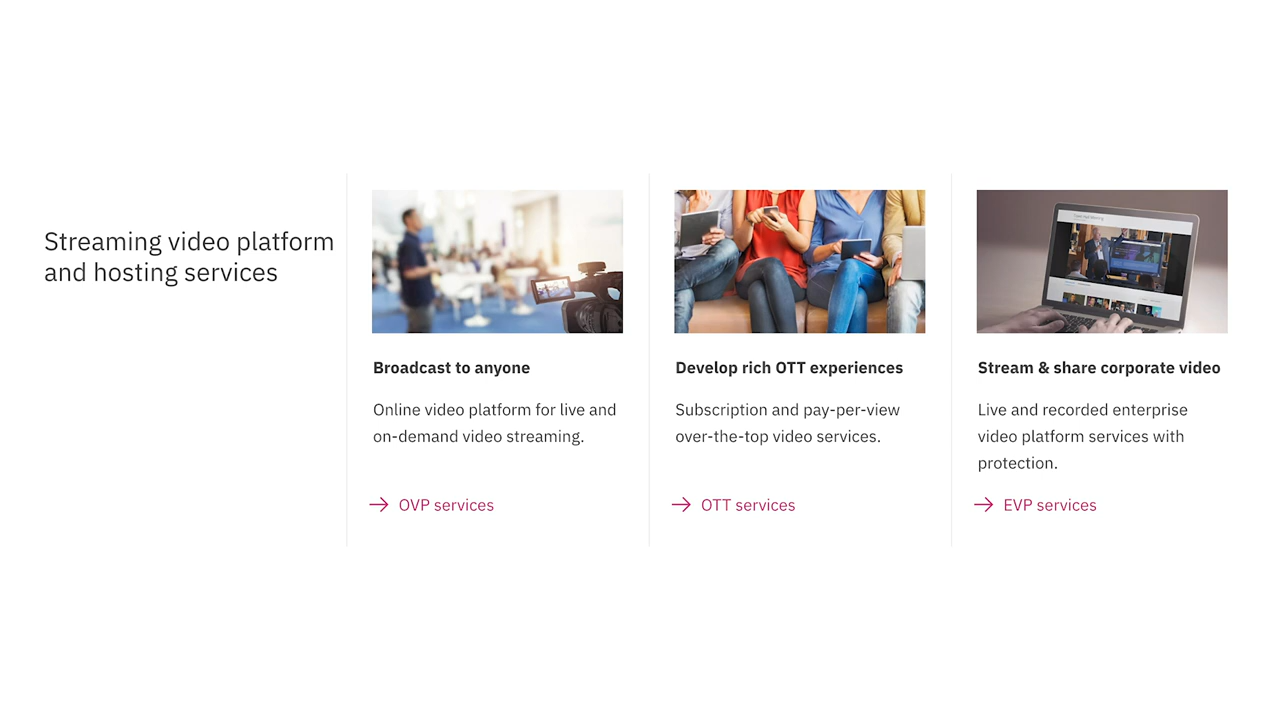 Streaming video platform
and hosting services
Broadcast to anyone
Online video platform for live and
on-demand video streaming.
→ OVP services
Develop rich OTT experiences
Subscription and pay-per-view
over-the-top video services.
→ OTT services
Stream & share corporate video
Live and recorded enterprise
video platform services with
protection.
→ EVP services